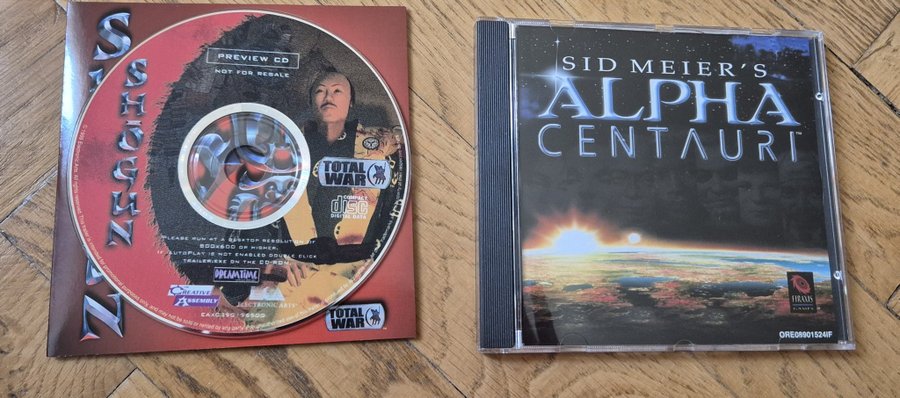 PREVIEW CD
NOT FOR RESALE
SHOGUN
TOTAL
WAR
COMPACT
disc
DIGITAL DATA
PLEASE RUN AT A DESKTOP RESOLUTION OF
800X600 OR HIGHER.
IF AUTOPLAY IS NOT ENABLED DOUBLE CLICK
TRAILER.EXE ON THE CD-ROM.
DREAMTIME
CREATIVE
ASSEMBLY
ELECTRONIC ARTS
TOTAL
WAR
SID MEIER'S
ALPHA
CENTAURI™
FIRAXIS
GAMES
ORE08901524IF